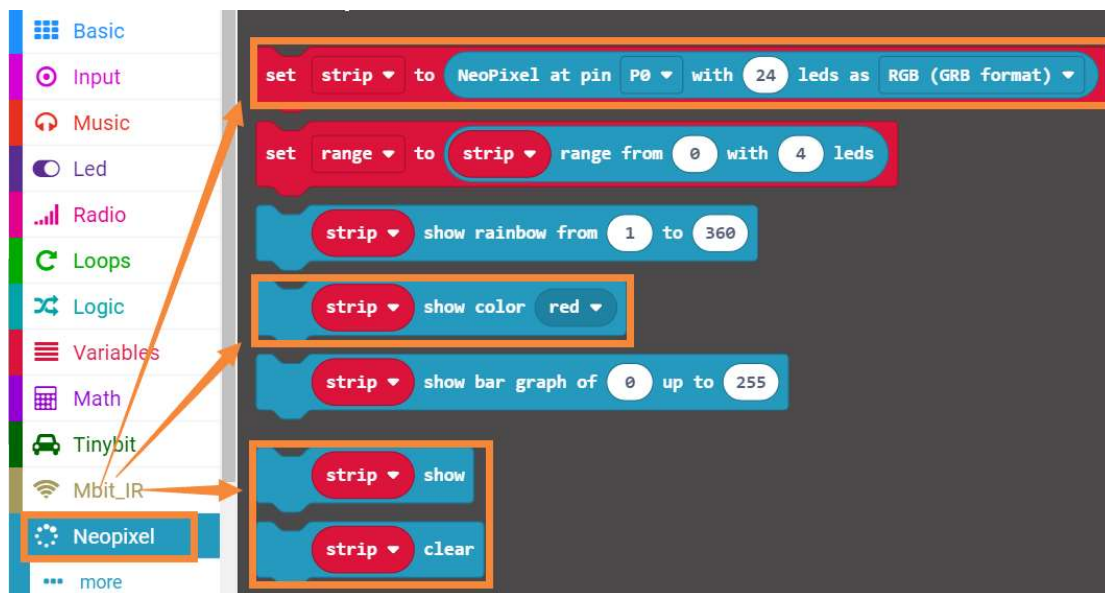 Basic
Input
Music
Led
Radio
Loops
Logic
Variables
Math
Tinybit
Mbit_IR
Neopixel
more
set strip to NeoPixel at pin P0 with 24 leds as RGB (GRB format)
set range to strip range from 0 with 4 leds
strip show rainbow from 1 to 360
strip show color red
strip show bar graph of 0 up to 255
strip show
strip clear